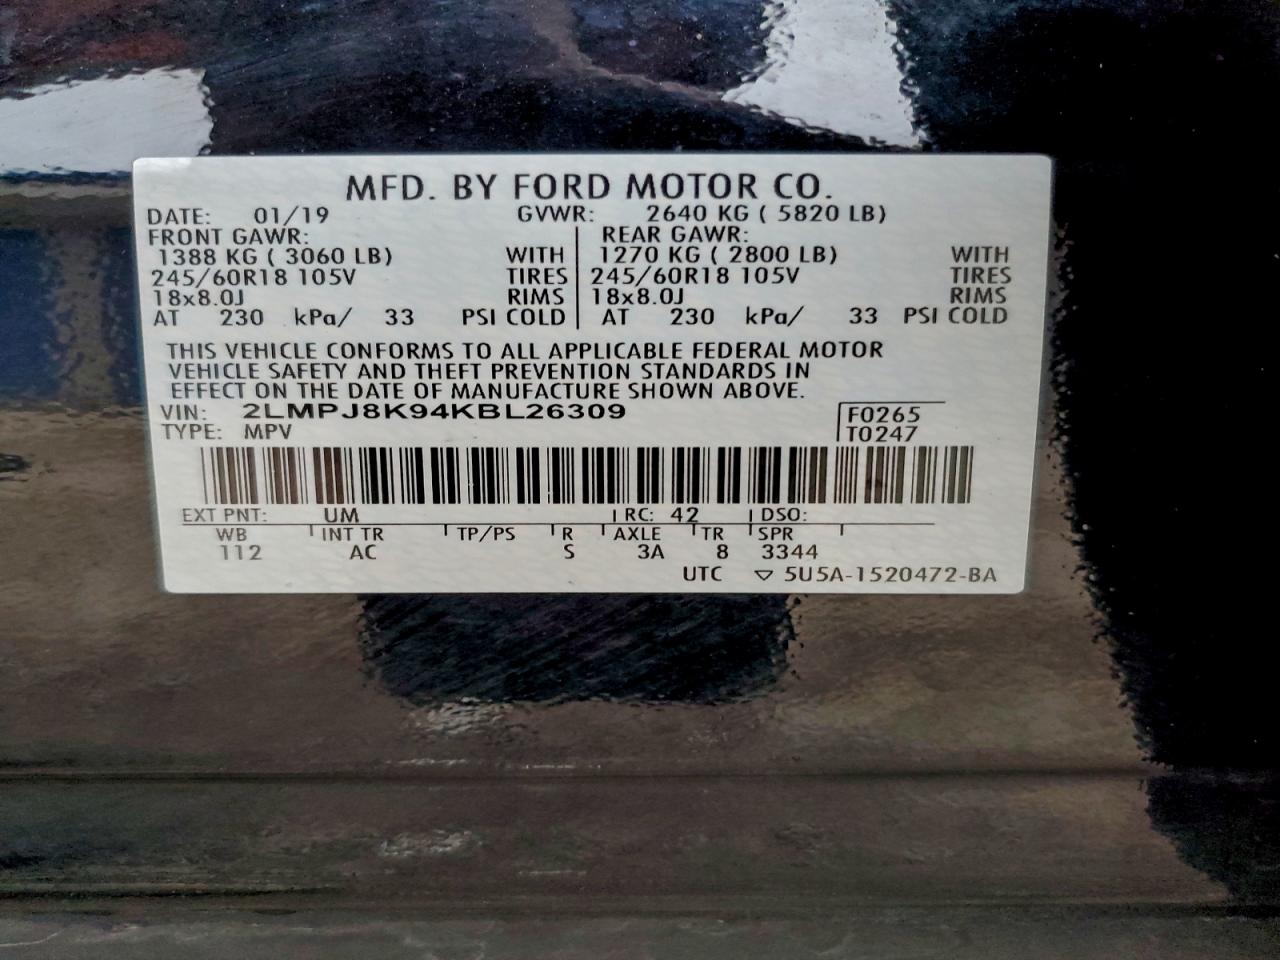 MFD. BY FORD MOTOR CO.
DATE: 01/19 GVWR: 2640 KG ( 5820 LB)
FRONT GAWR: REAR GAWR:
1388 KG ( 3060 LB) WITH 1270 KG ( 2800 LB) WITH
245/60R18 105V TIRES 245/60R18 105V TIRES
18x8.0J RIMS 18x8.0J RIMS
AT 230 kPa/ 33 PSI COLD AT 230 kPa/ 33 PSI COLD
THIS VEHICLE CONFORMS TO ALL APPLICABLE FEDERAL MOTOR
VEHICLE SAFETY AND THEFT PREVENTION STANDARDS IN
EFFECT ON THE DATE OF MANUFACTURE SHOWN ABOVE.
VIN: 2LMPJ8K94KBL26309 F0265
TYPE: MPV T0247
EXT PNT: UM RC: 42 DSO:
WB INT TR TP/PS R AXLE TR SPR
112 AC S 3A 8 3344
UTC ▽ 5U5A-1520472-BA